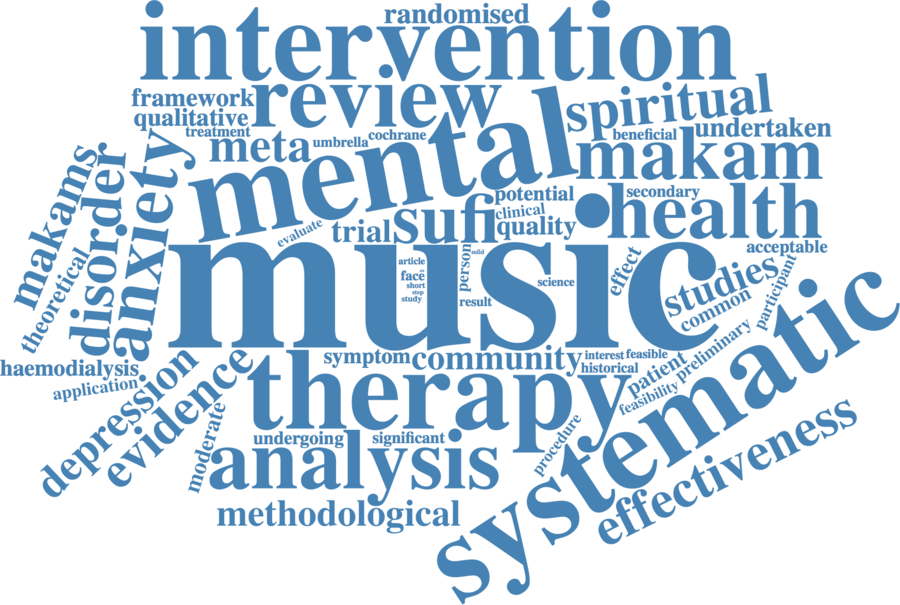 randomised
intervention
framework
review
spiritual
qualitative
treatment
umbrella
cochrane
beneficial
undertaken
meta
mental
makam
makams
disorder
anxiety
potential
secondary
clinical
sufi
health
evaluate
trial
quality
acceptable
theoretical
music
article
face
short
step
study
person
mild
result
science
effect
studies
common
participant
haemodialysis
application
symptom
community
interest
feasible
historical
patient
preliminary
feasibility
systematic
depression
evidence
therapy
moderate
undergoing
significant
analysis
procedure
effectiveness
methodological